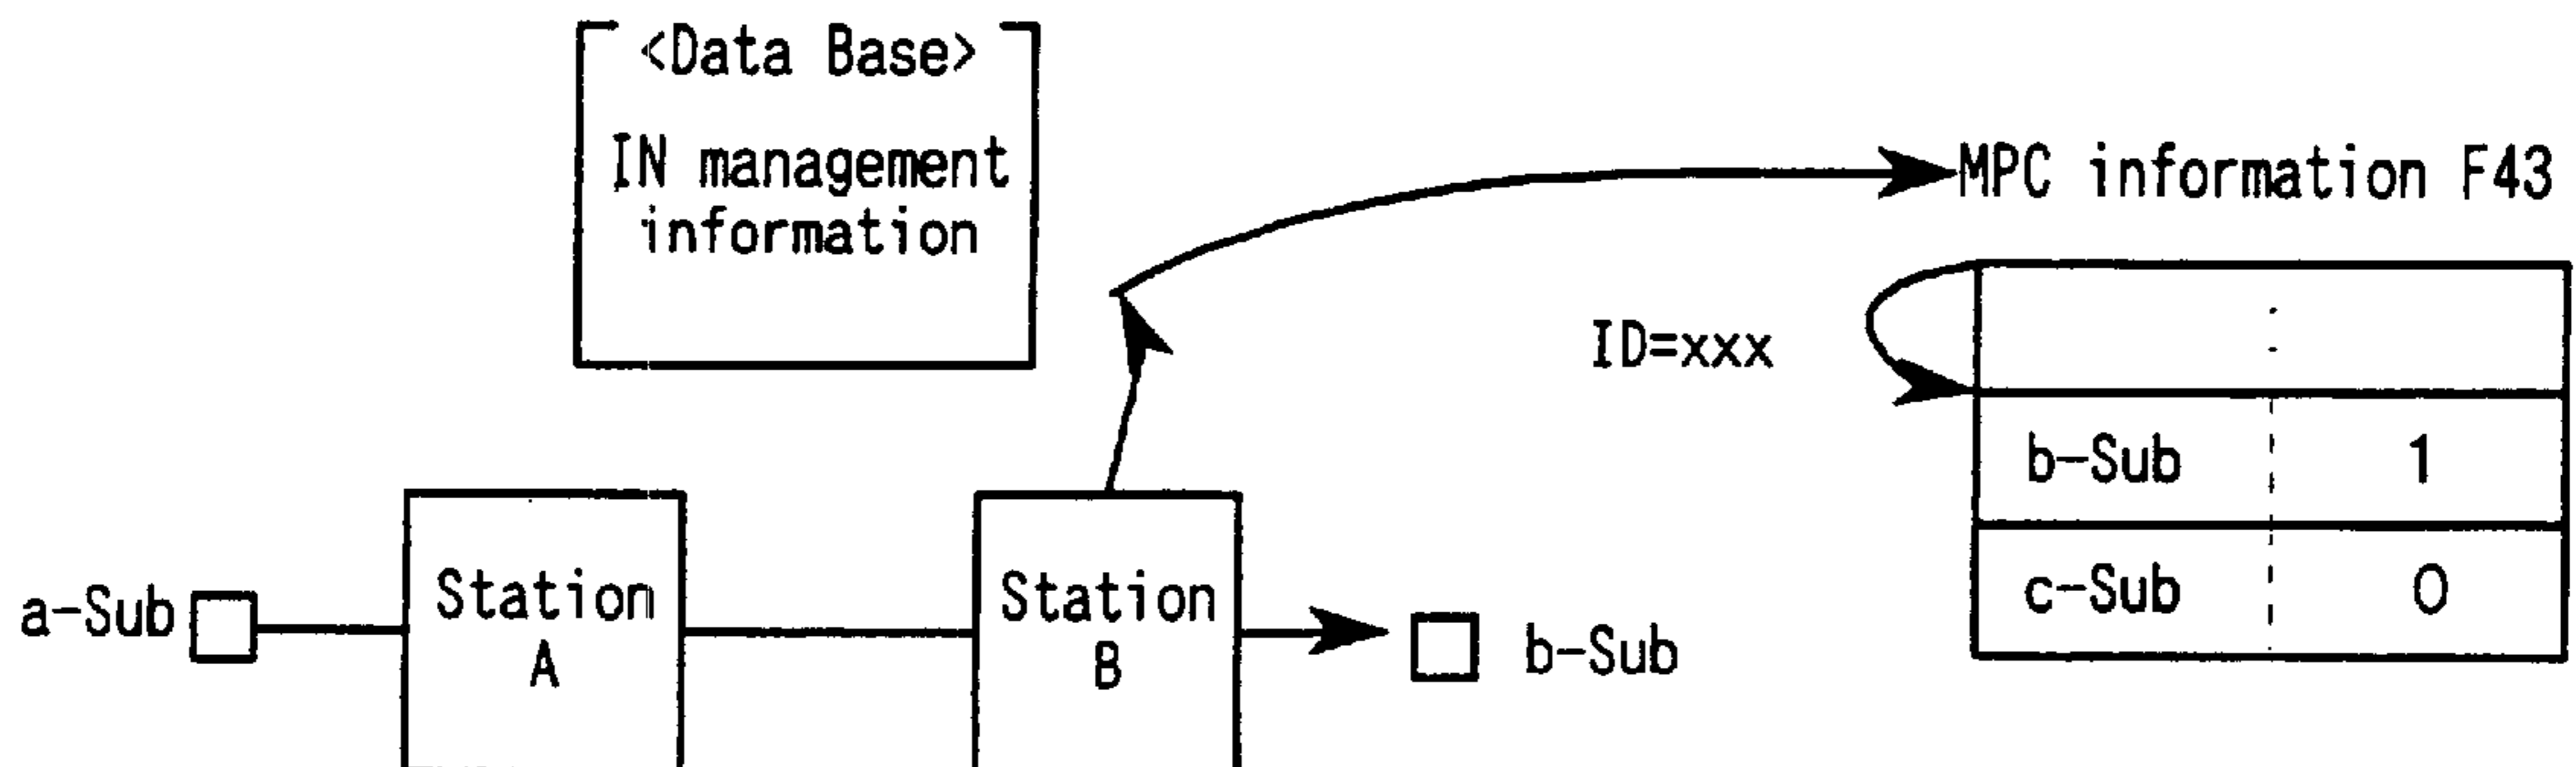 <Data Base>
IN management
information
MPC information F43
ID=xxx
b-Sub 1
c-Sub 0
a-Sub
Station
A
Station
B
b-Sub